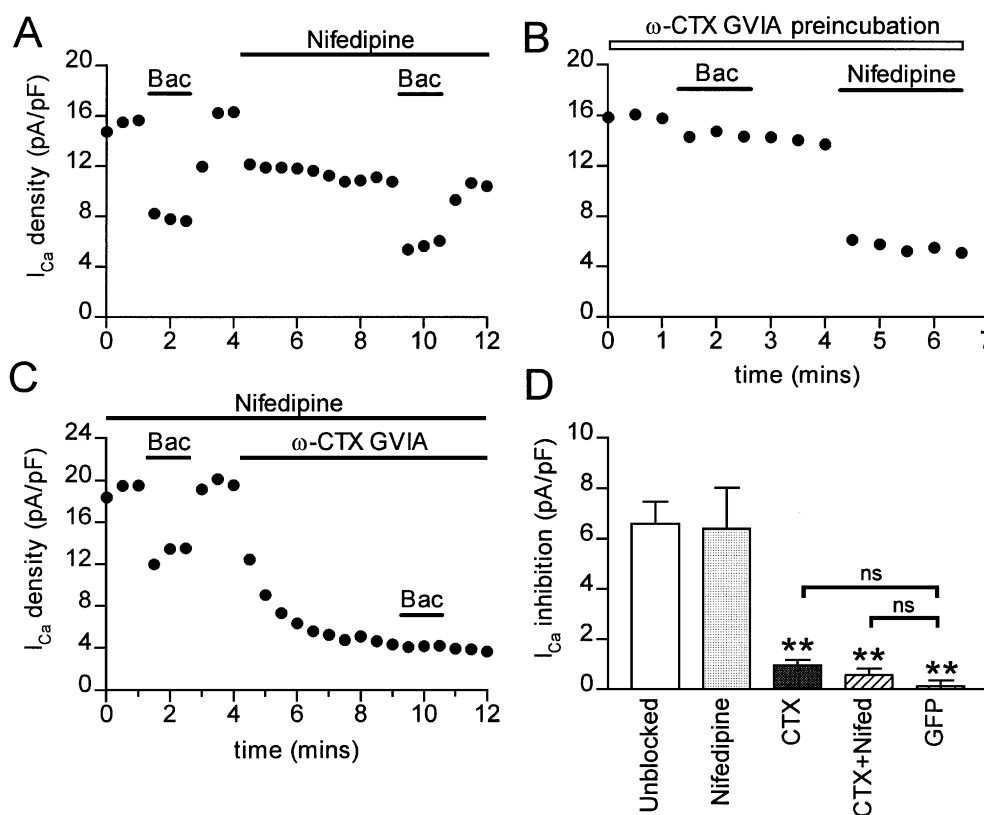 A
Nifedipine
Bac
Bac
I_Ca density (pA/pF)
20
16
12
8
4
0
0 2 4 6 8 10 12
B
ω-CTX GVIA preincubation
Bac
Nifedipine
20
16
12
8
4
0
0 1 2 3 4 5 6 7
time (mins)
C
Nifedipine
Bac
ω-CTX GVIA
Bac
I_Ca density (pA/pF)
24
20
16
12
8
4
0
0 2 4 6 8 10 12
time (mins)
D
I_Ca inhibition (pA/pF)
10
8
6
4
2
0
ns
ns
** ** **
Unblocked
Nifedipine
CTX
CTX+Nifed
GFP